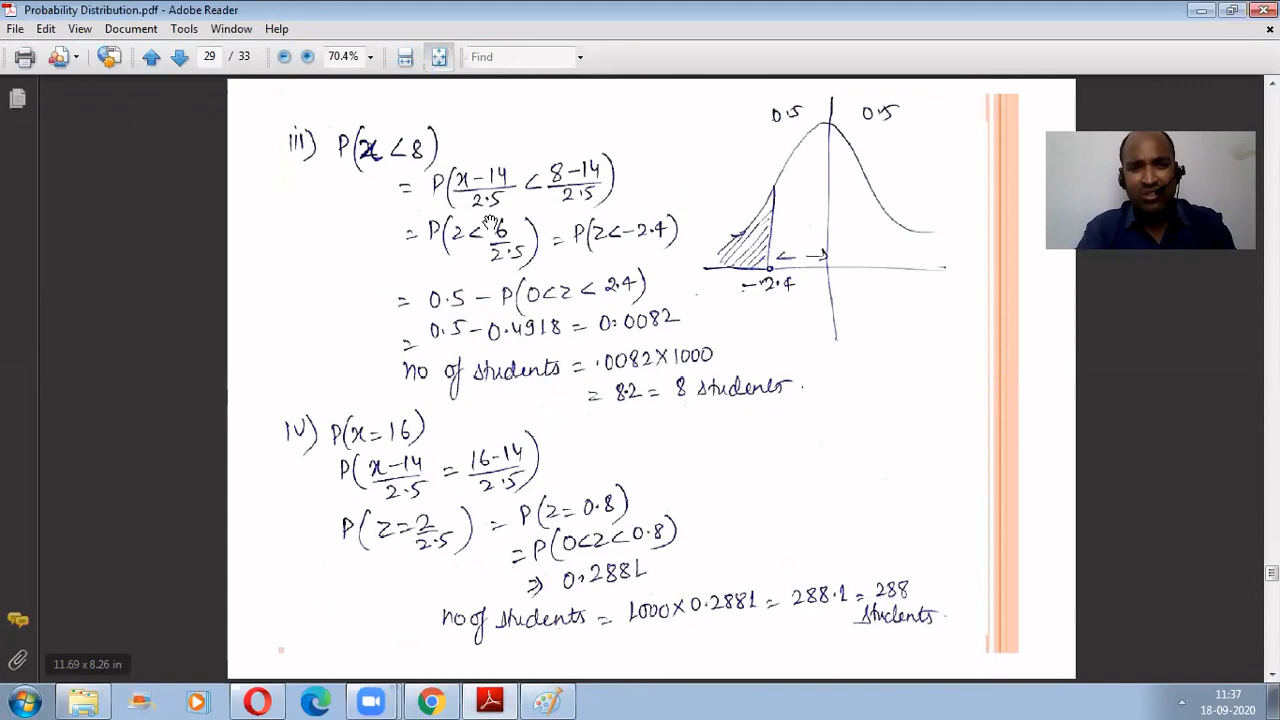 Probability Distribution.pdf - Adobe Reader
File Edit View Document Tools Window Help
29 / 33 70.4% Find
iii) P(x < 8)
= P(x-14/2.5 < 8-14/2.5)
= P(z < -6/2.5) = P(z<-2.4)
= 0.5 - P(0<z < 2.4)
= 0.5 - 0.4918 = 0.0082
no of students = .0082 × 1000
= 8.2 = 8 students.
0.5 0.5
-2.4
iv) P(x=16)
P(x-14/2.5 = 16-14/2.5)
P(z = 2/2.5) = P(z= 0.8)
= P(0<z<0.8)
⇒ 0.2881
no of students = 1000 × 0.2881 = 288.1 = 288
students.
11.69 x 8.26 in
11:37
18-09-2020